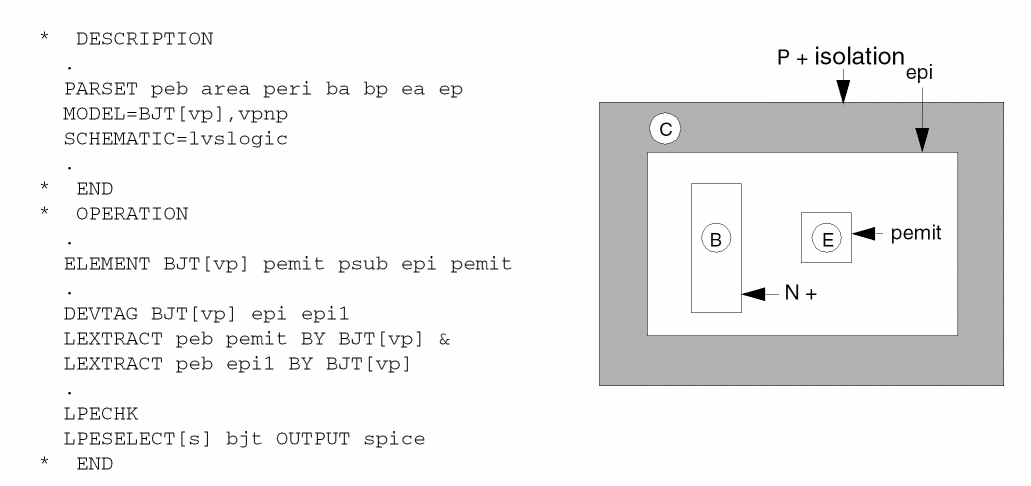 * DESCRIPTION
.
PARSET peb area peri ba bp ea ep
MODEL=BJT[vp],vpnp
SCHEMATIC=lvslogic
.
* END
* OPERATION
.
ELEMENT BJT[vp] pemit psub epi pemit
.
DEVTAG BJT[vp] epi epi1
LEXTRACT peb pemit BY BJT[vp] &
LEXTRACT peb epi1 BY BJT[vp]
.
LPECHK
LPESELECT[s] bjt OUTPUT spice
* END
P + isolation
epi
C
B
E
pemit
N +